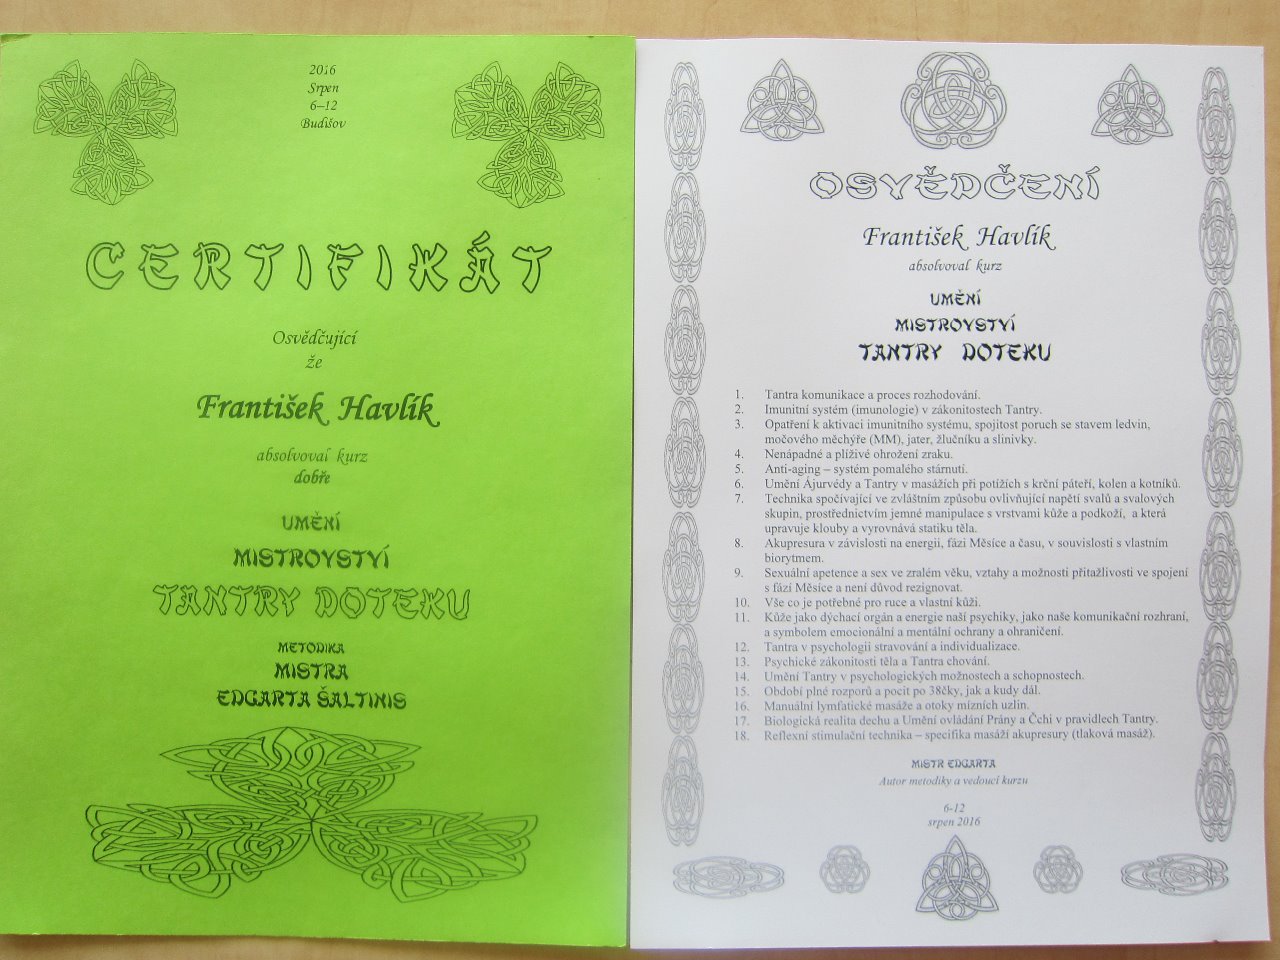 2016
Srpen
6–12
Budišov
CERTIFIKÁT
Osvědčující
že
František Havlík
absolvoval kurz
dobře
UMĚNÍ
MISTROVSTVÍ
TANTRY DOTEKU
METODIKA
MISTRA
EDGARTA ŠALTINIS
OSVĚDČENÍ
František Havlík
absolvoval kurz
UMĚNÍ
MISTROVSTVÍ
TANTRY DOTEKU
1. Tantra komunikace a proces rozhodování.
2. Imunitní systém (imunologie) v zákonitostech Tantry.
3. Opatření k aktivaci imunitního systému, spojitost poruch se stavem ledvin,
močového měchýře (MM), jater, žlučníku a slinivky.
4. Nenápadné a plíživé ohrožení zraku.
5. Anti-aging – systém pomalého stárnutí.
6. Umění Ájurvédy a Tantry v masážích při potížích s krční páteří, kolen a kotníků.
7. Technika spočívající ve zvláštním způsobu ovlivňující napětí svalů a svalových
skupin, prostřednictvím jemné manipulace s vrstvami kůže a podkoží, a která
upravuje klouby a vyrovnává statiku těla.
8. Akupresura v závislosti na energii, fázi Měsíce a času, v souvislosti s vlastním
biorytmem.
9. Sexuální apetence a sex ve zralém věku, vztahy a možnosti přitažlivosti ve spojení
s fází Měsíce a není důvod rezignovat.
10. Vše co je potřebné pro ruce a vlastní kůži.
11. Kůže jako dýchací orgán a energie naší psychiky, jako naše komunikační rozhraní,
a symbolem emocionální a mentální ochrany a ohraničení.
12. Tantra v psychologii stravování a individualizace.
13. Psychické zákonitosti těla a Tantra chování.
14. Umění Tantry v psychologických možnostech a schopnostech.
15. Období plné rozporů a pocit po 38čky, jak a kudy dál.
16. Manuální lymfatické masáže a otoky mízních uzlin.
17. Biologická realita dechu a Umění ovládání Prány a Čchi v pravidlech Tantry.
18. Reflexní stimulační technika – specifika masáží akupresury (tlaková masáž).
MISTR EDGARTA
Autor metodiky a vedoucí kurzu
6-12
srpen 2016